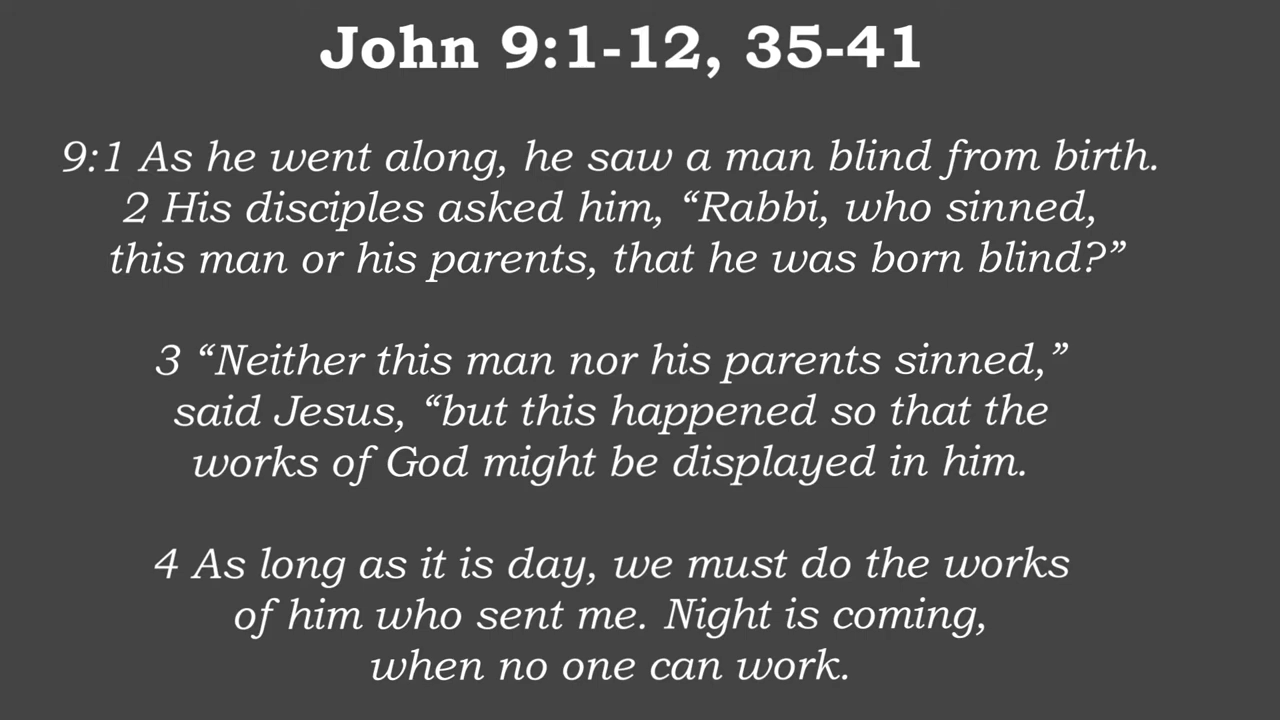 John 9:1-12, 35-41
9:1 As he went along, he saw a man blind from birth.
2 His disciples asked him, “Rabbi, who sinned,
this man or his parents, that he was born blind?”
3 “Neither this man nor his parents sinned,”
said Jesus, “but this happened so that the
works of God might be displayed in him.
4 As long as it is day, we must do the works
of him who sent me. Night is coming,
when no one can work.